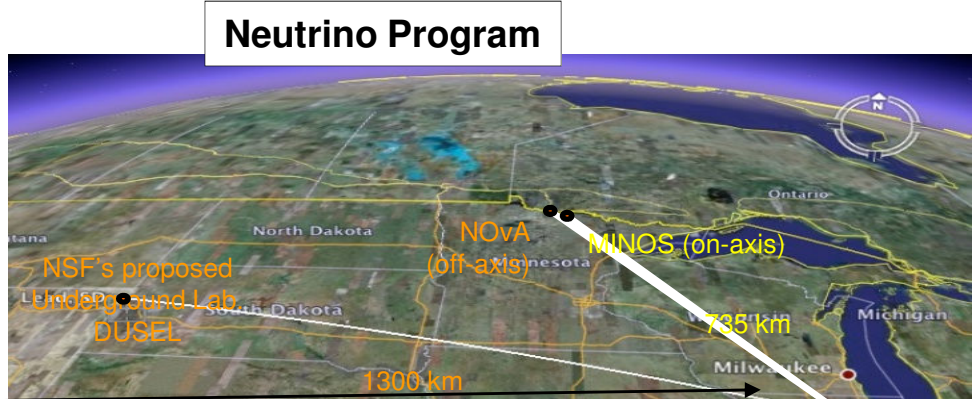 Neutrino Program
N
Ontario
North Dakota
NOvA
(off-axis)
MINOS (on-axis)
Minnesota
NSF's proposed
Underground Lab,
DUSEL
South Dakota
735 km
Michigan
Milwaukee
1300 km